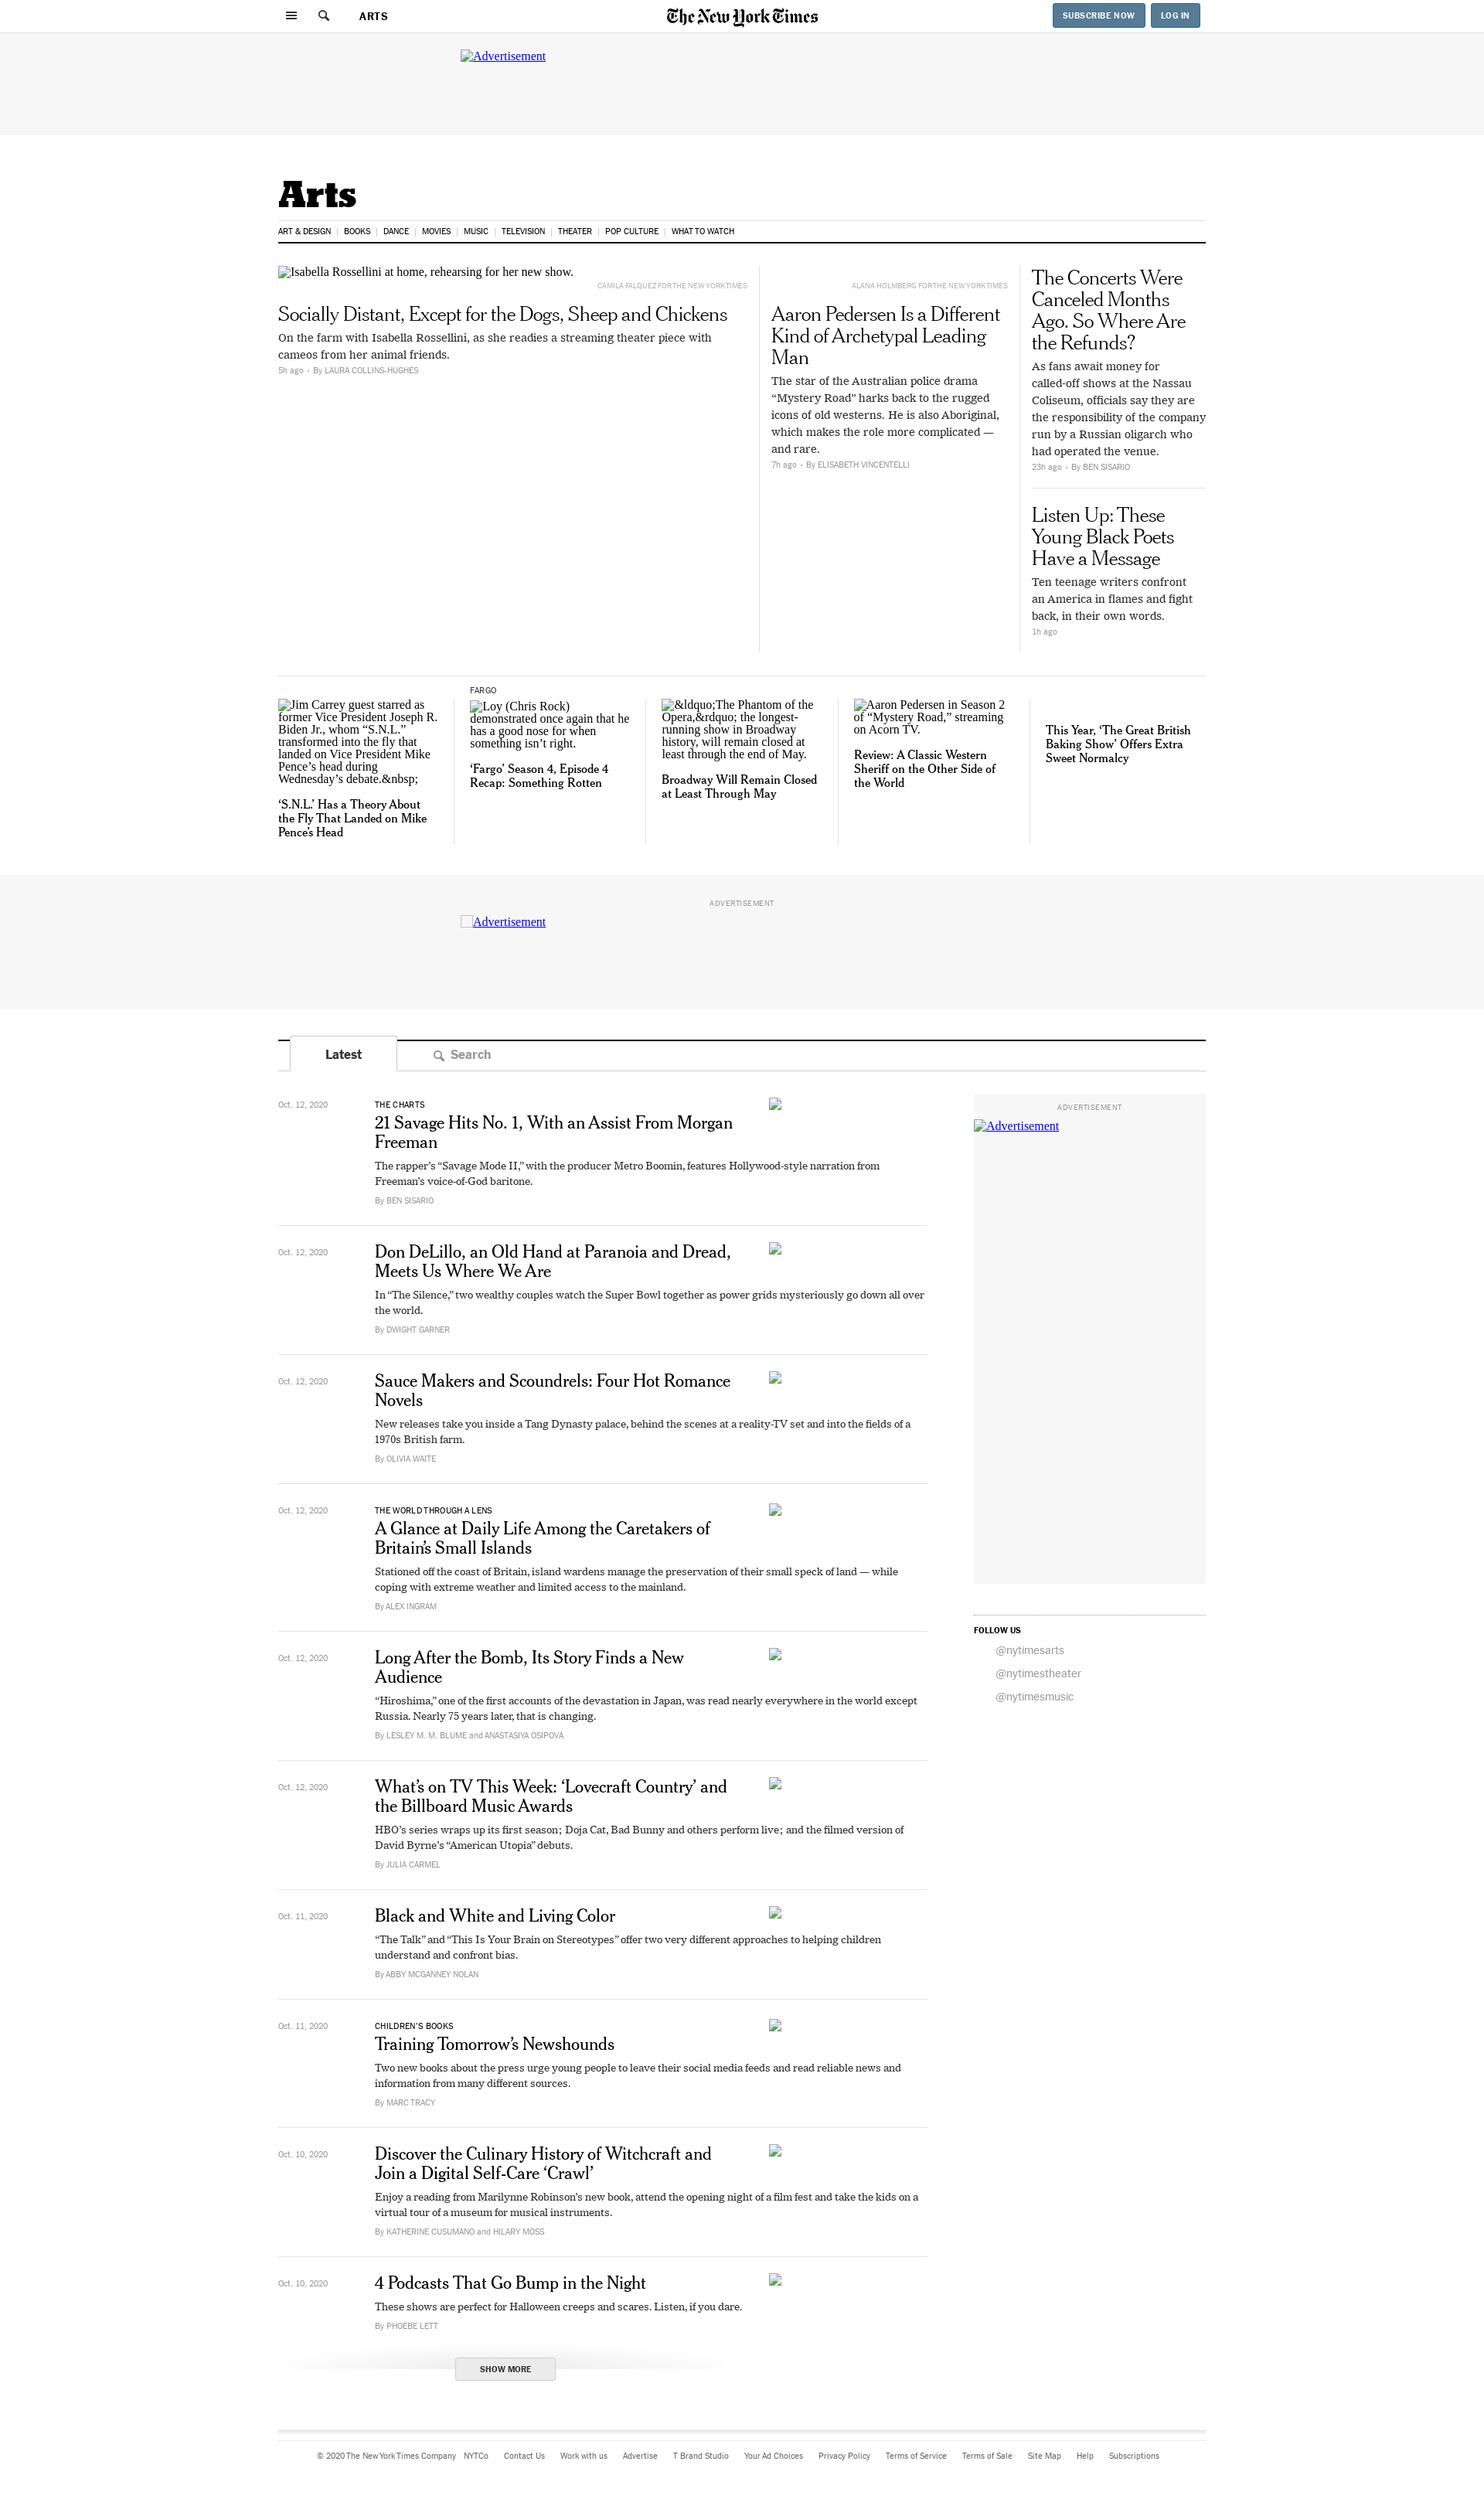 ARTS
The New York Times
SUBSCRIBE NOW
LOG IN
Advertisement
Arts
ART & DESIGN
BOOKS
DANCE
MOVIES
MUSIC
TELEVISION
THEATER
POP CULTURE
WHAT TO WATCH
Isabella Rossellini at home, rehearsing for her new show.
CAMILA FALQUEZ FOR THE NEW YORK TIMES
Socially Distant, Except for the Dogs, Sheep and Chickens
On the farm with Isabella Rossellini, as she readies a streaming theater piece with
cameos from her animal friends.
5h ago • By LAURA COLLINS-HUGHES
ALANA HOLMBERG FOR THE NEW YORK TIMES
Aaron Pedersen Is a Different
Kind of Archetypal Leading
Man
The star of the Australian police drama
“Mystery Road” harks back to the rugged
icons of old westerns. He is also Aboriginal,
which makes the role more complicated —
and rare.
7h ago • By ELISABETH VINCENTELLI
The Concerts Were
Canceled Months
Ago. So Where Are
the Refunds?
As fans await money for
called-off shows at the Nassau
Coliseum, officials say they are
the responsibility of the company
run by a Russian oligarch who
had operated the venue.
23h ago • By BEN SISARIO
Listen Up: These
Young Black Poets
Have a Message
Ten teenage writers confront
an America in flames and fight
back, in their own words.
1h ago
Jim Carrey guest starred as
former Vice President Joseph R.
Biden Jr., whom “S.N.L.”
transformed into the fly that
landed on Vice President Mike
Pence’s head during
Wednesday’s debate.&nbsp;
‘S.N.L.’ Has a Theory About
the Fly That Landed on Mike
Pence’s Head
FARGO
Loy (Chris Rock)
demonstrated once again that he
has a good nose for when
something isn’t right.
‘Fargo’ Season 4, Episode 4
Recap: Something Rotten
&ldquo;The Phantom of the
Opera,&rdquo; the longest-
running show in Broadway
history, will remain closed at
least through the end of May.
Broadway Will Remain Closed
at Least Through May
Aaron Pedersen in Season 2
of “Mystery Road,” streaming
on Acorn TV.
Review: A Classic Western
Sheriff on the Other Side of
the World
This Year, ‘The Great British
Baking Show’ Offers Extra
Sweet Normalcy
ADVERTISEMENT
Advertisement
Latest
Search
Oct. 12, 2020
THE CHARTS
21 Savage Hits No. 1, With an Assist From Morgan
Freeman
The rapper’s “Savage Mode II,” with the producer Metro Boomin, features Hollywood-style narration from
Freeman’s voice-of-God baritone.
By BEN SISARIO
Oct. 12, 2020
Don DeLillo, an Old Hand at Paranoia and Dread,
Meets Us Where We Are
In “The Silence,” two wealthy couples watch the Super Bowl together as power grids mysteriously go down all over
the world.
By DWIGHT GARNER
Oct. 12, 2020
Sauce Makers and Scoundrels: Four Hot Romance
Novels
New releases take you inside a Tang Dynasty palace, behind the scenes at a reality-TV set and into the fields of a
1970s British farm.
By OLIVIA WAITE
Oct. 12, 2020
THE WORLD THROUGH A LENS
A Glance at Daily Life Among the Caretakers of
Britain’s Small Islands
Stationed off the coast of Britain, island wardens manage the preservation of their small speck of land — while
coping with extreme weather and limited access to the mainland.
By ALEX INGRAM
Oct. 12, 2020
Long After the Bomb, Its Story Finds a New
Audience
“Hiroshima,” one of the first accounts of the devastation in Japan, was read nearly everywhere in the world except
Russia. Nearly 75 years later, that is changing.
By LESLEY M. M. BLUME and ANASTASIYA OSIPOVA
Oct. 12, 2020
What’s on TV This Week: ‘Lovecraft Country’ and
the Billboard Music Awards
HBO’s series wraps up its first season; Doja Cat, Bad Bunny and others perform live; and the filmed version of
David Byrne’s “American Utopia” debuts.
By JULIA CARMEL
Oct. 11, 2020
Black and White and Living Color
“The Talk” and “This Is Your Brain on Stereotypes” offer two very different approaches to helping children
understand and confront bias.
By ABBY MCGANNEY NOLAN
Oct. 11, 2020
CHILDREN’S BOOKS
Training Tomorrow’s Newshounds
Two new books about the press urge young people to leave their social media feeds and read reliable news and
information from many different sources.
By MARC TRACY
Oct. 10, 2020
Discover the Culinary History of Witchcraft and
Join a Digital Self-Care ‘Crawl’
Enjoy a reading from Marilynne Robinson’s new book, attend the opening night of a film fest and take the kids on a
virtual tour of a museum for musical instruments.
By KATHERINE CUSUMANO and HILARY MOSS
Oct. 10, 2020
4 Podcasts That Go Bump in the Night
These shows are perfect for Halloween creeps and scares. Listen, if you dare.
By PHOEBE LETT
SHOW MORE
ADVERTISEMENT
Advertisement
FOLLOW US
@nytimesarts
@nytimestheater
@nytimesmusic
© 2020 The New York Times Company
NYTCo
Contact Us
Work with us
Advertise
T Brand Studio
Your Ad Choices
Privacy Policy
Terms of Service
Terms of Sale
Site Map
Help
Subscriptions